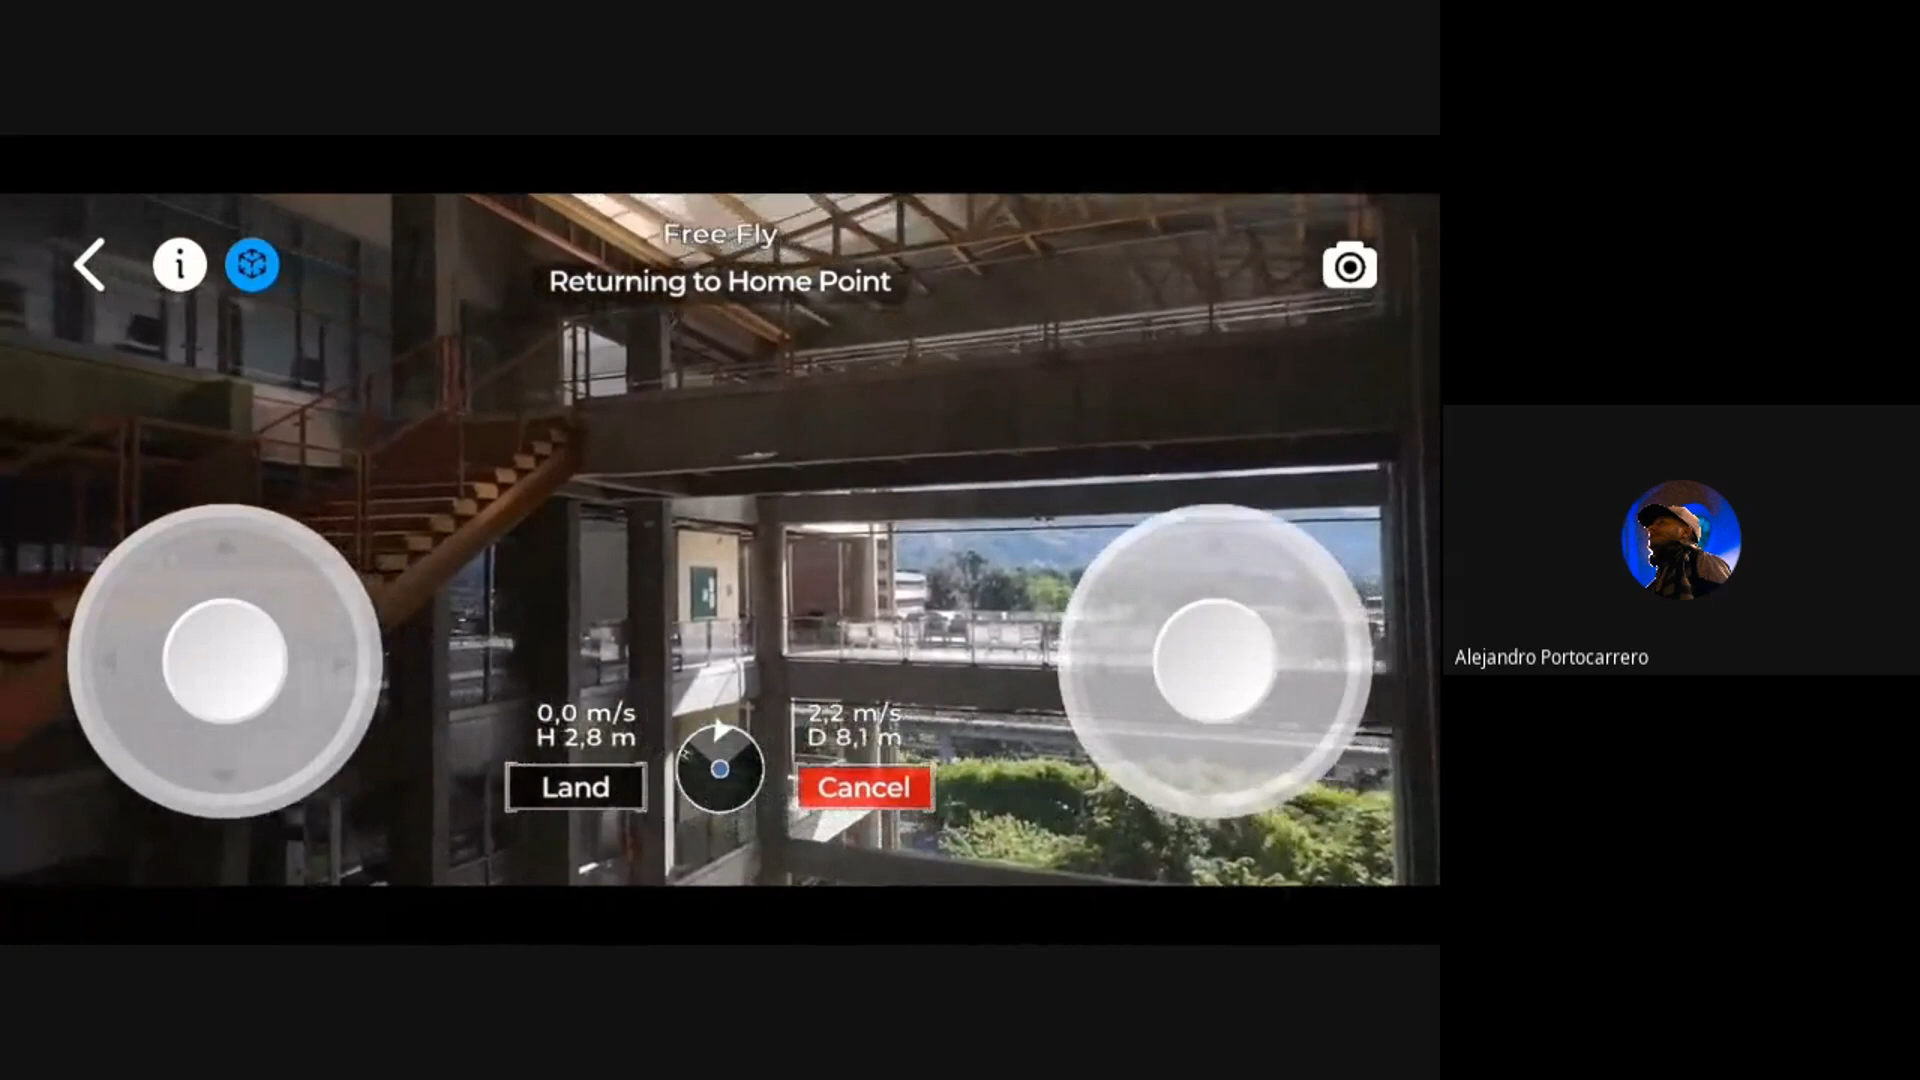 Free Fly
Returning to Home Point
0,0 m/s
H 2,8 m
2,2 m/s
D 8,1 m
Land
Cancel
Alejandro Portocarrero